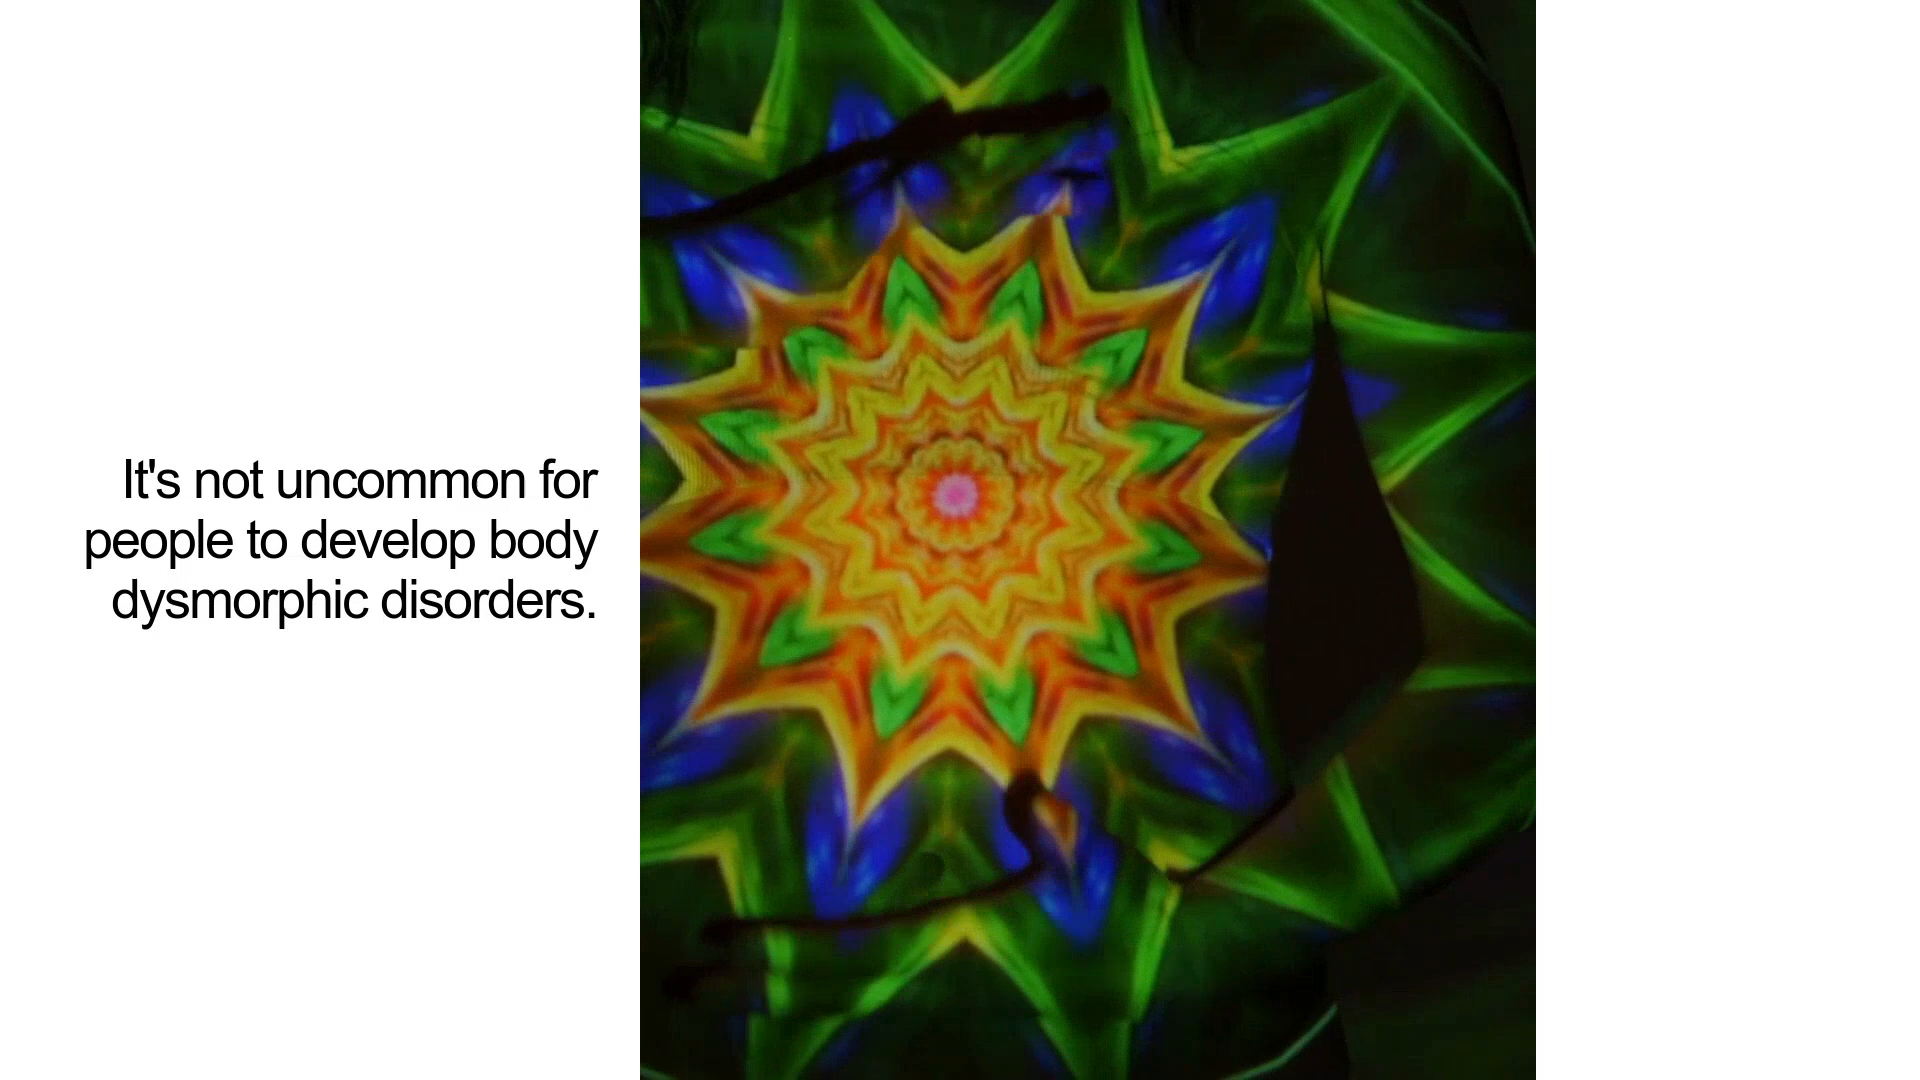 It's not uncommon for
people to develop body
dysmorphic disorders.